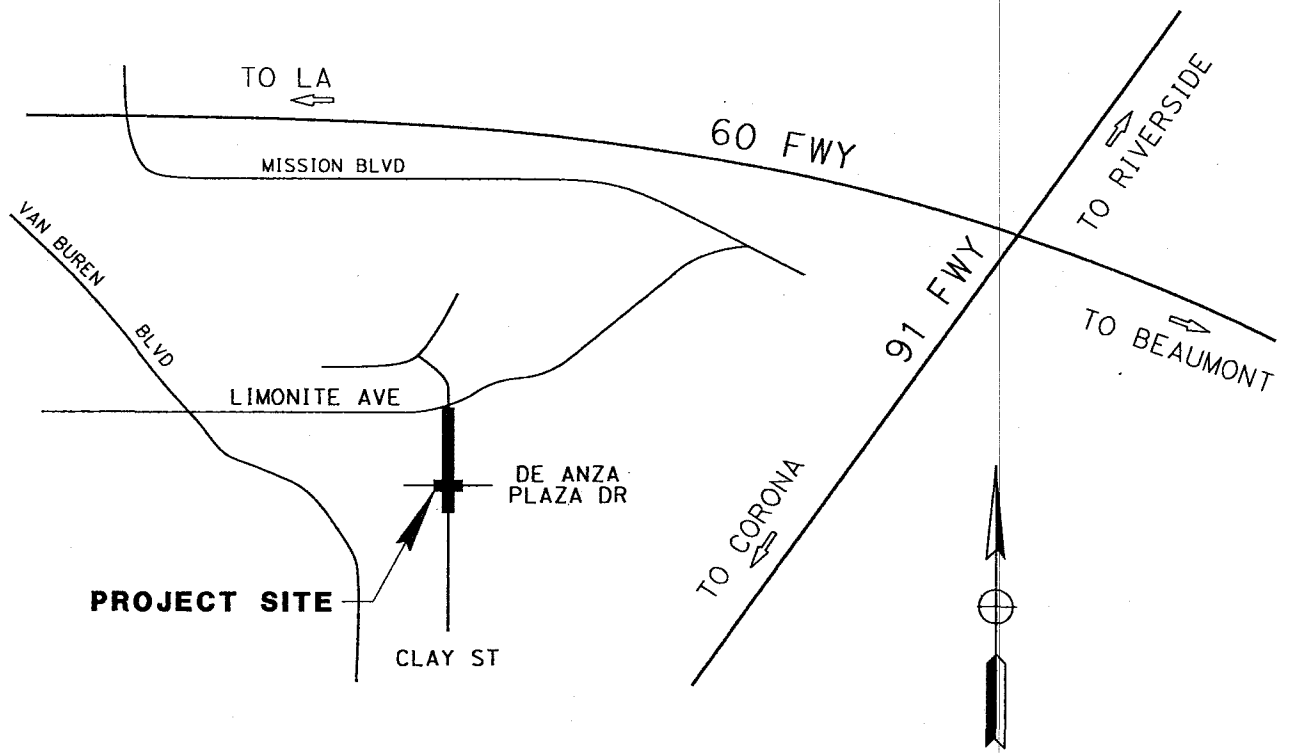 TO LA
60 FWY
MISSION BLVD
TO RIVERSIDE
VAN BUREN
BLVD
91 FWY
TO BEAUMONT
LIMONITE AVE
DE ANZA
PLAZA DR
TO CORONA
PROJECT SITE
CLAY ST